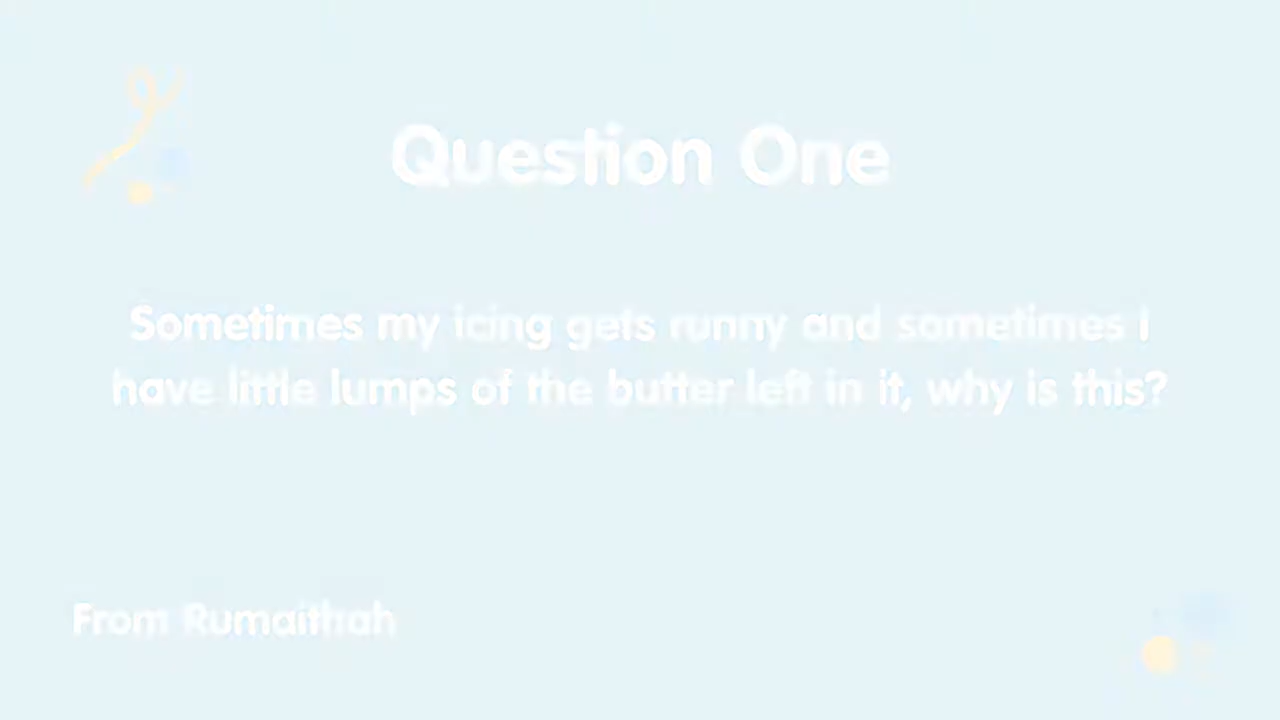 Question One
Sometimes my icing gets runny and sometimes I
have little lumps of the butter left in it, why is this?
From Rumaithah